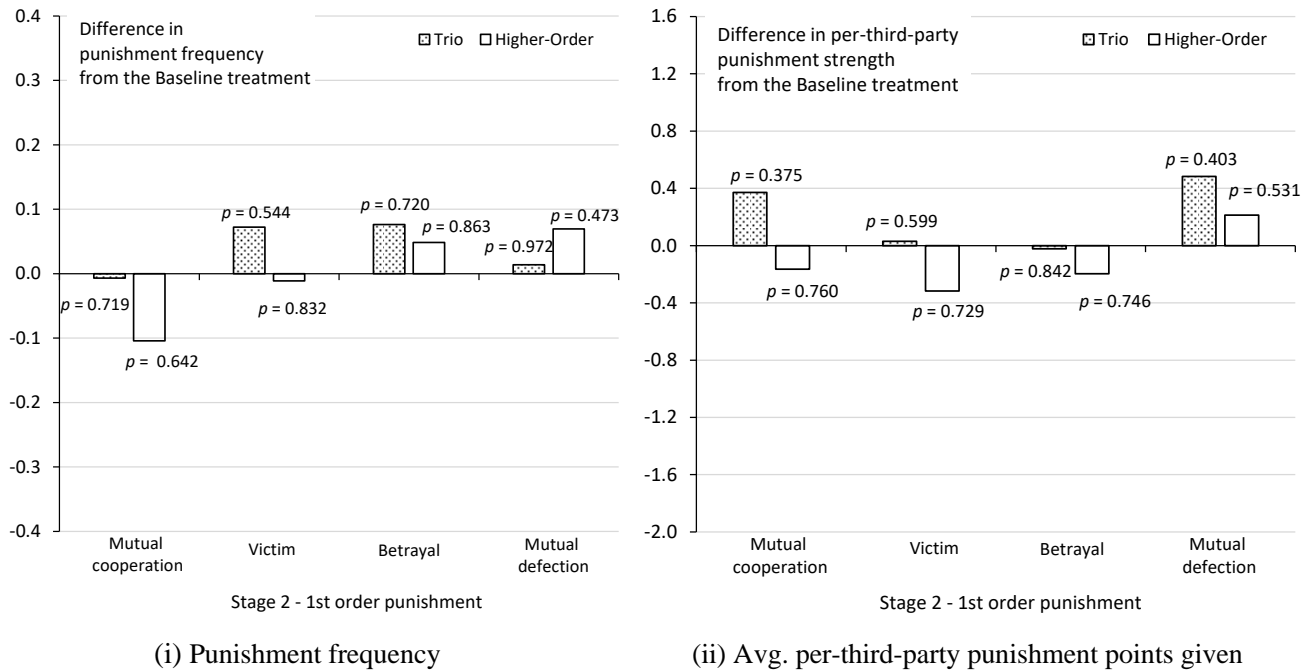 Difference in
punishment frequency
from the Baseline treatment
Trio Higher-Order
0.4
0.3
0.2
0.1
0.0
-0.1
-0.2
-0.3
-0.4
p = 0.719
p = 0.642
p = 0.544
p = 0.832
p = 0.720
p = 0.863
p = 0.972
p = 0.473
Mutual
cooperation
Victim
Betrayal
Mutual
defection
Stage 2 - 1st order punishment
(i) Punishment frequency
Difference in per-third-party
punishment strength
from the Baseline treatment
Trio Higher-Order
1.6
1.2
0.8
0.4
0.0
-0.4
-0.8
-1.2
-1.6
-2.0
p = 0.375
p = 0.760
p = 0.599
p = 0.729
p = 0.842
p = 0.746
p = 0.403
p = 0.531
Mutual
cooperation
Victim
Betrayal
Mutual
defection
Stage 2 - 1st order punishment
(ii) Avg. per-third-party punishment points given